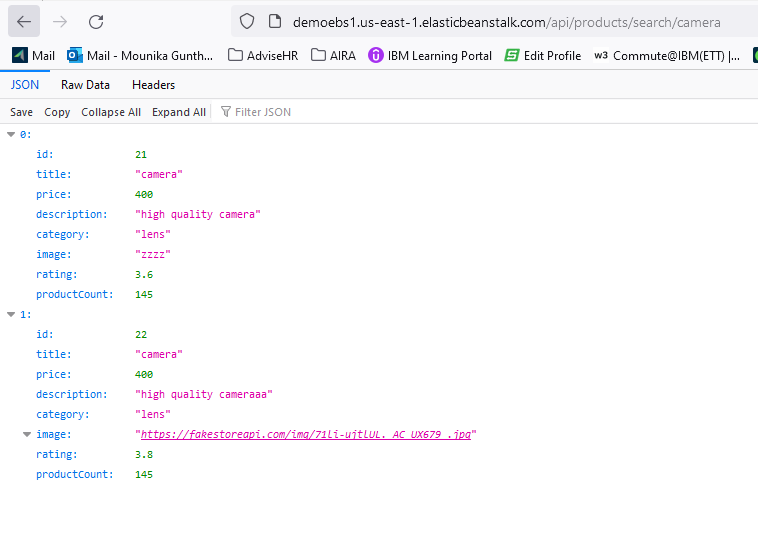 demoebs1.us-east-1.elasticbeanstalk.com/api/products/search/camera
Mail Mail - Mounika Gunth... AdviseHR AIRA IBM Learning Portal Edit Profile w3 Commute@IBM(ETT) |...
JSON Raw Data Headers
Save Copy Collapse All Expand All Filter JSON
0:
id: 21
title: "camera"
price: 400
description: "high quality camera"
category: "lens"
image: "zzzz"
rating: 3.6
productCount: 145
1:
id: 22
title: "camera"
price: 400
description: "high quality cameraaa"
category: "lens"
image: "https://fakestoreapi.com/img/71li-ujtlUL._AC_UX679_.jpg"
rating: 3.8
productCount: 145